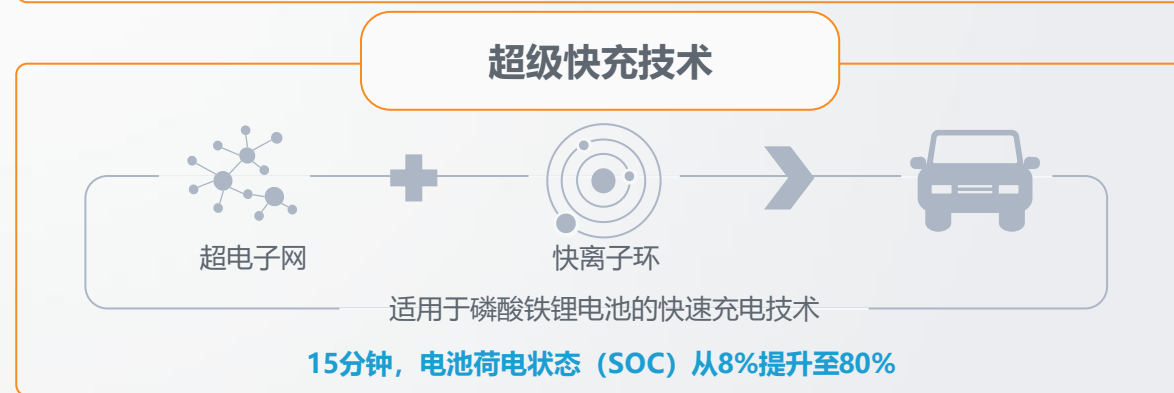 超级快充技术
超电子网
快离子环
适用于磷酸铁锂电池的快速充电技术
15分钟，电池荷电状态（SOC）从8%提升至80%